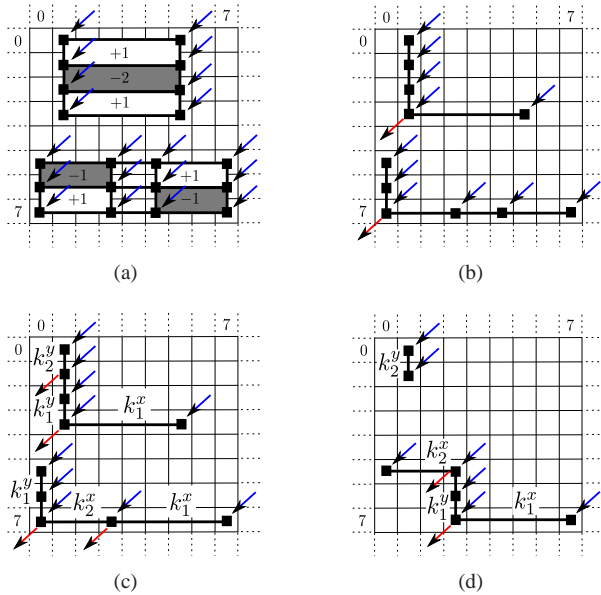 0 7
0
+1
−2
+1
−1 +1
+1 −1
7
(a)
0 7
0
7
(b)
0 7
0
k_2^y
k_1^y k_1^x
k_1^y k_2^x k_1^x
7
(c)
0 7
0
k_2^y
k_2^x
k_1^y k_1^x
7
(d)